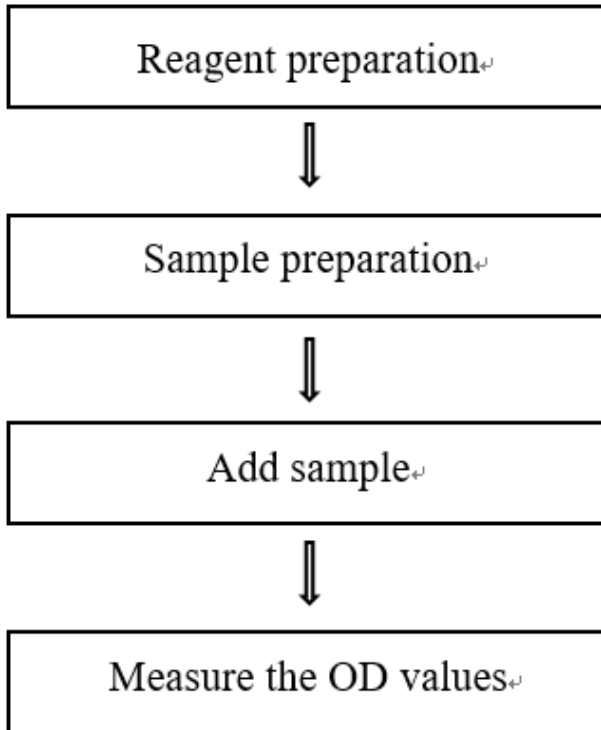 Reagent preparation
Sample preparation
Add sample
Measure the OD values